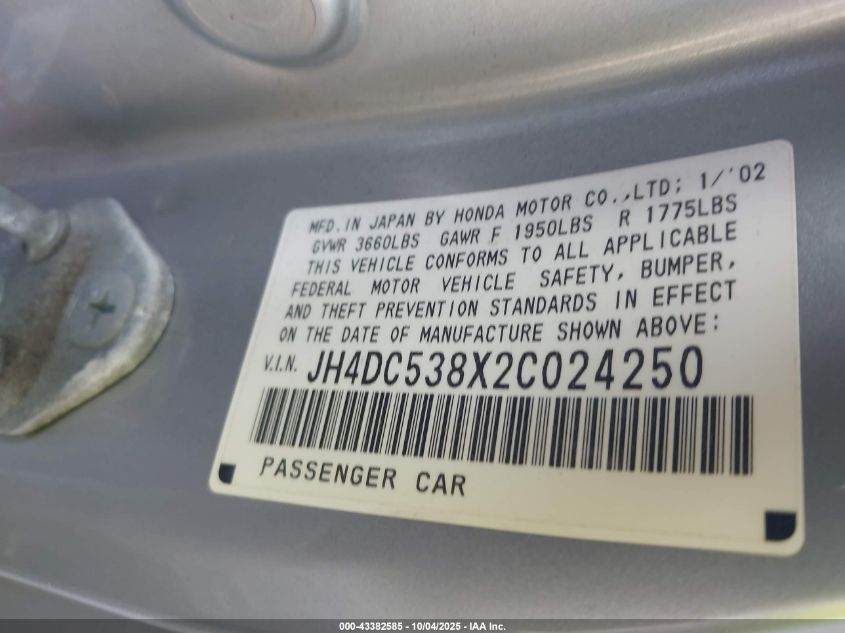 MFD. IN JAPAN BY HONDA MOTOR CO.,LTD; 1/'02
GVWR 3660LBS GAWR F 1950LBS R 1775LBS
THIS VEHICLE CONFORMS TO ALL APPLICABLE
FEDERAL MOTOR VEHICLE SAFETY, BUMPER,
AND THEFT PREVENTION STANDARDS IN EFFECT
ON THE DATE OF MANUFACTURE SHOWN ABOVE:
V.I.N. JH4DC538X2C024250
PASSENGER CAR
000-43382585 - 10/04/2025 - IAA Inc.